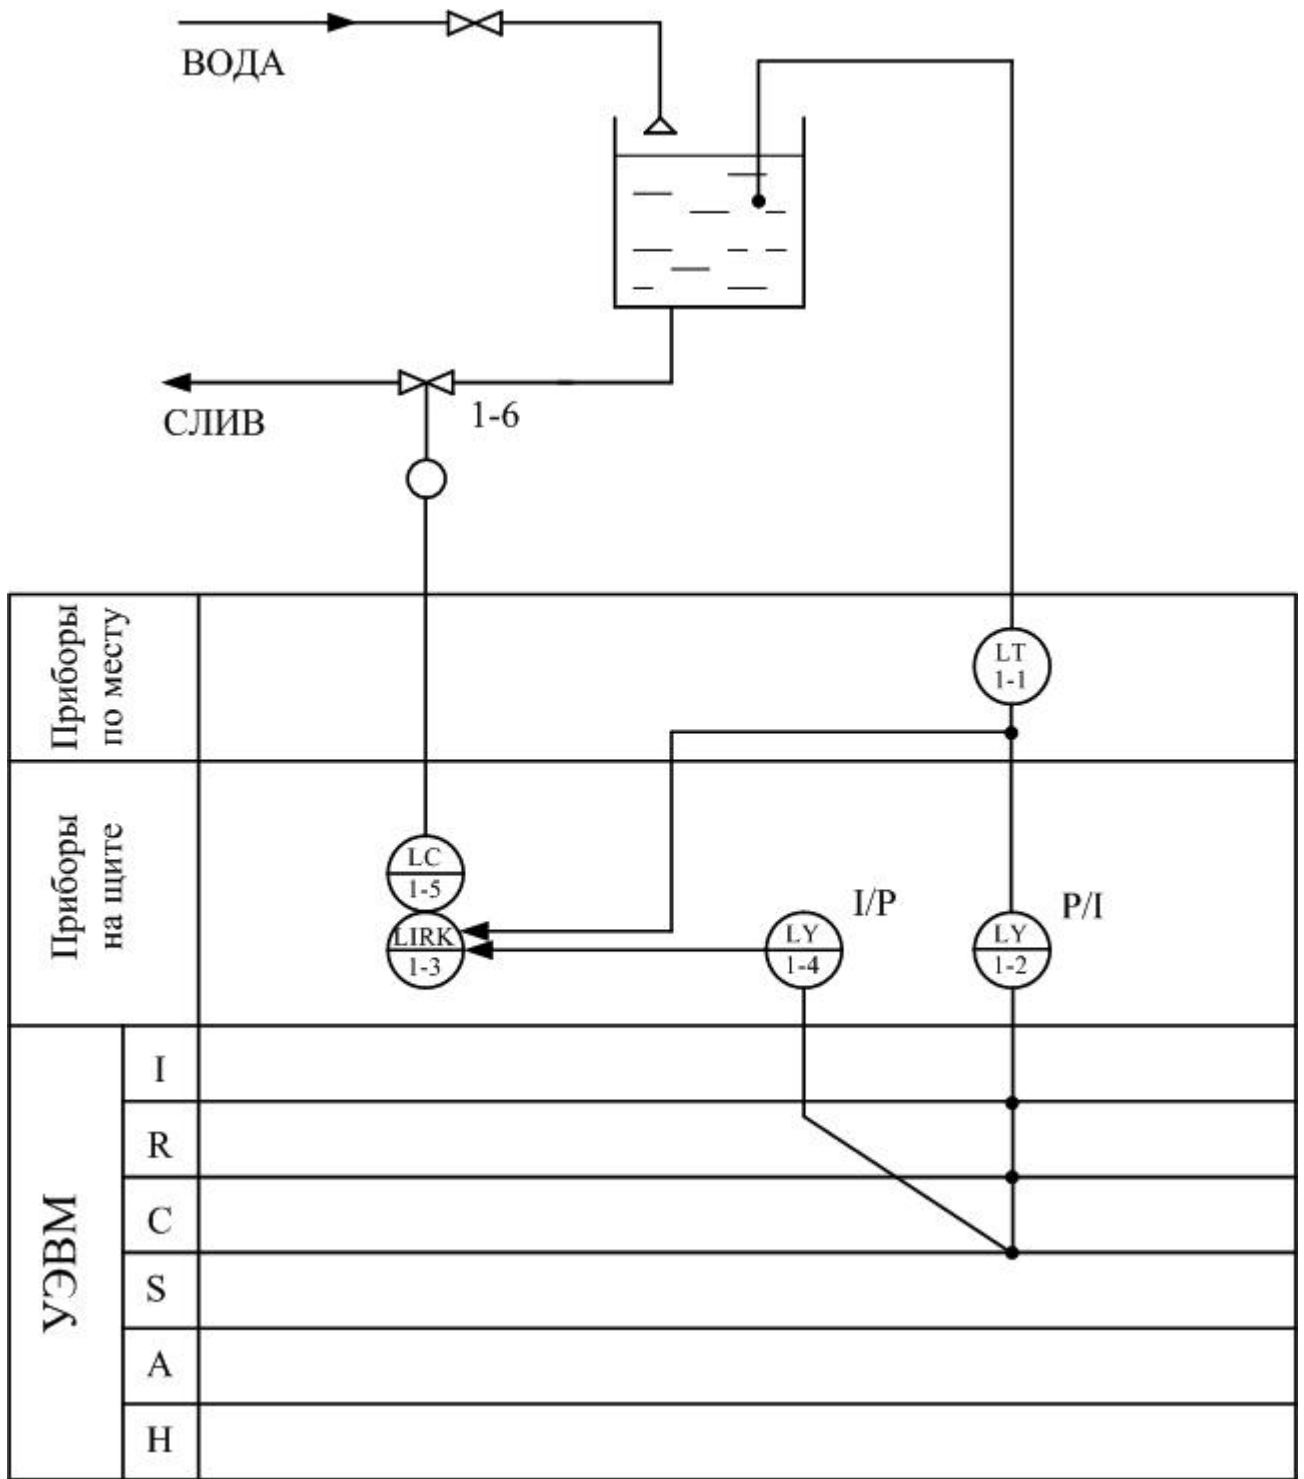 ВОДА
СЛИВ
1-6
Приборы
по месту
LT
1-1
Приборы
на щите
LC
1-5
LIRK
1-3
I/P
LY
1-4
P/I
LY
1-2
УЭВМ
I
R
C
S
A
H